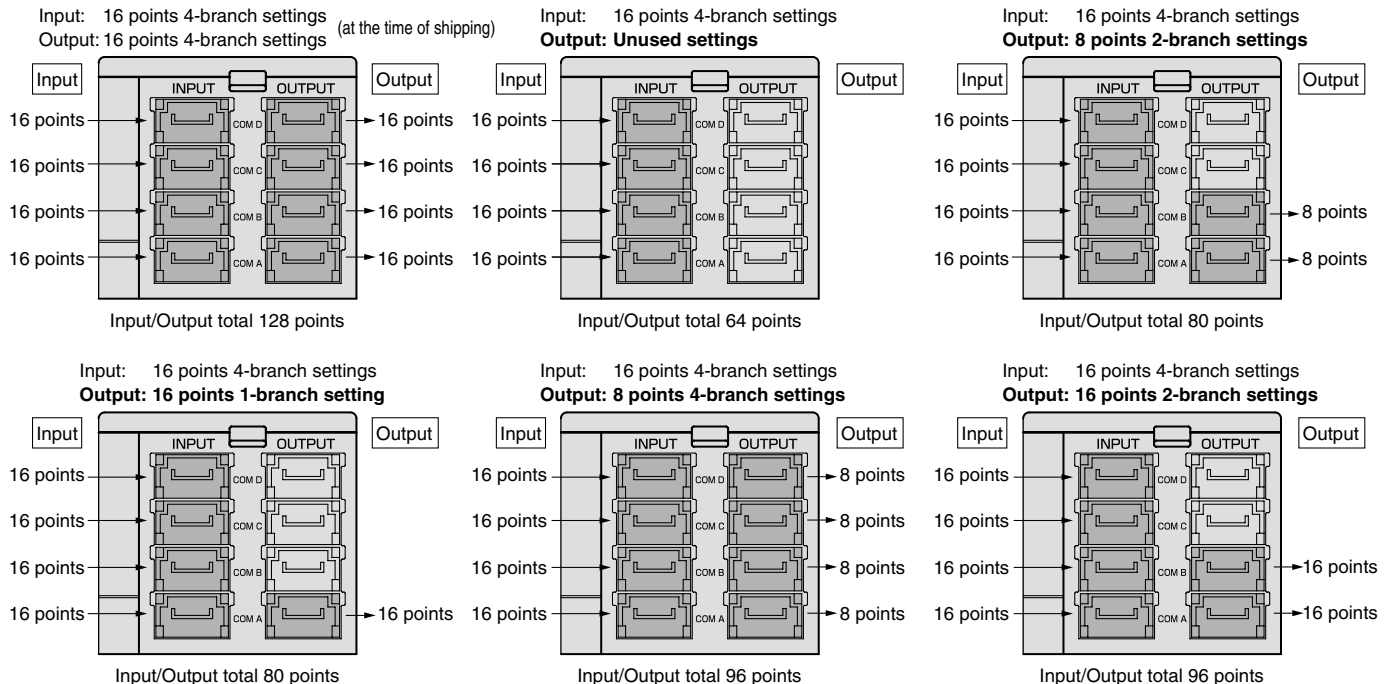 Input: 16 points 4-branch settings
Output: 16 points 4-branch settings
(at the time of shipping)
Input
Output
INPUT
OUTPUT
16 points
COM D
16 points
16 points
COM C
16 points
16 points
COM B
16 points
16 points
COM A
16 points
Input/Output total 128 points
Input: 16 points 4-branch settings
Output: Unused settings
Input
Output
INPUT
OUTPUT
16 points
COM D
16 points
COM C
16 points
COM B
16 points
COM A
Input/Output total 64 points
Input: 16 points 4-branch settings
Output: 8 points 2-branch settings
Input
Output
INPUT
OUTPUT
16 points
COM D
16 points
COM C
16 points
COM B
8 points
16 points
COM A
8 points
Input/Output total 80 points
Input: 16 points 4-branch settings
Output: 16 points 1-branch setting
Input
Output
INPUT
OUTPUT
16 points
COM D
16 points
COM C
16 points
COM B
16 points
COM A
16 points
Input/Output total 80 points
Input: 16 points 4-branch settings
Output: 8 points 4-branch settings
Input
Output
INPUT
OUTPUT
16 points
COM D
8 points
16 points
COM C
8 points
16 points
COM B
8 points
16 points
COM A
8 points
Input/Output total 96 points
Input: 16 points 4-branch settings
Output: 16 points 2-branch settings
Input
Output
INPUT
OUTPUT
16 points
COM D
16 points
COM C
16 points
COM B
16 points
16 points
COM A
16 points
Input/Output total 96 points